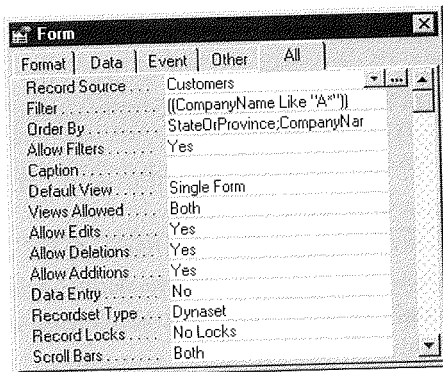 Form
Format Data Event Other All
Record Source . . . Customers
Filter . . . . . . . . . . . ((CompanyName Like "A*"))
Order By . . . . . . . StateOrProvince;CompanyNar
Allow Filters . . . . . Yes
Caption . . . . . . . . .
Default View . . . . . Single Form
Views Allowed . . . Both
Allow Edits . . . . . . Yes
Allow Deletions . . . Yes
Allow Additions . . . Yes
Data Entry . . . . . . . No
Recordset Type . . . Dynaset
Record Locks . . . . No Locks
Scroll Bars . . . . . . Both